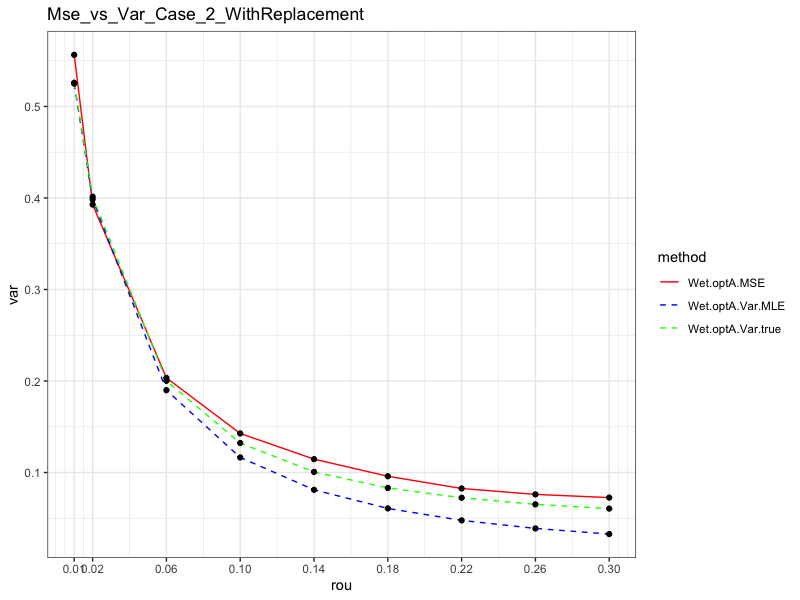 Mse_vs_Var_Case_2_WithReplacement
var
0.5
0.4
0.3
0.2
0.1
0.01 0.02 0.06 0.10 0.14 0.18 0.22 0.26 0.30
rou
method
Wet.optA.MSE
Wet.optA.Var.MLE
Wet.optA.Var.true